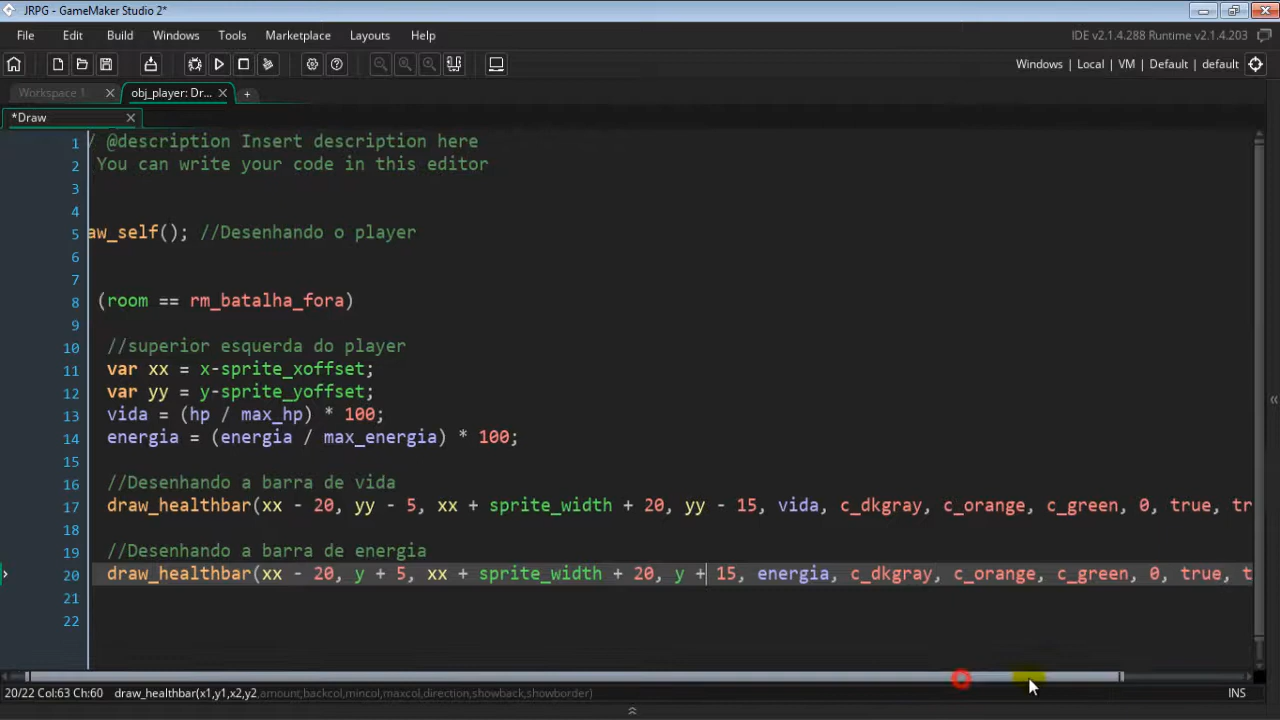 JRPG - GameMaker Studio 2*
File Edit Build Windows Tools Marketplace Layouts Help
IDE v2.1.4.288 Runtime v2.1.4.203
Windows | Local | VM | Default | default
Workspace 1 obj_player: Dr...
*Draw
1 / @description Insert description here
2 You can write your code in this editor
3
4
5 aw_self(); //Desenhando o player
6
7
8 (room == rm_batalha_fora)
9
10 //superior esquerda do player
11 var xx = x-sprite_xoffset;
12 var yy = y-sprite_yoffset;
13 vida = (hp / max_hp) * 100;
14 energia = (energia / max_energia) * 100;
15
16 //Desenhando a barra de vida
17 draw_healthbar(xx - 20, yy - 5, xx + sprite_width + 20, yy - 15, vida, c_dkgray, c_orange, c_green, 0, true, tr
18
19 //Desenhando a barra de energia
20 draw_healthbar(xx - 20, y + 5, xx + sprite_width + 20, y + 15, energia, c_dkgray, c_orange, c_green, 0, true, t
21
22
20/22 Col:63 Ch:60 draw_healthbar(x1,y1,x2,y2,amount,backcol,mincol,maxcol,direction,showback,showborder) INS